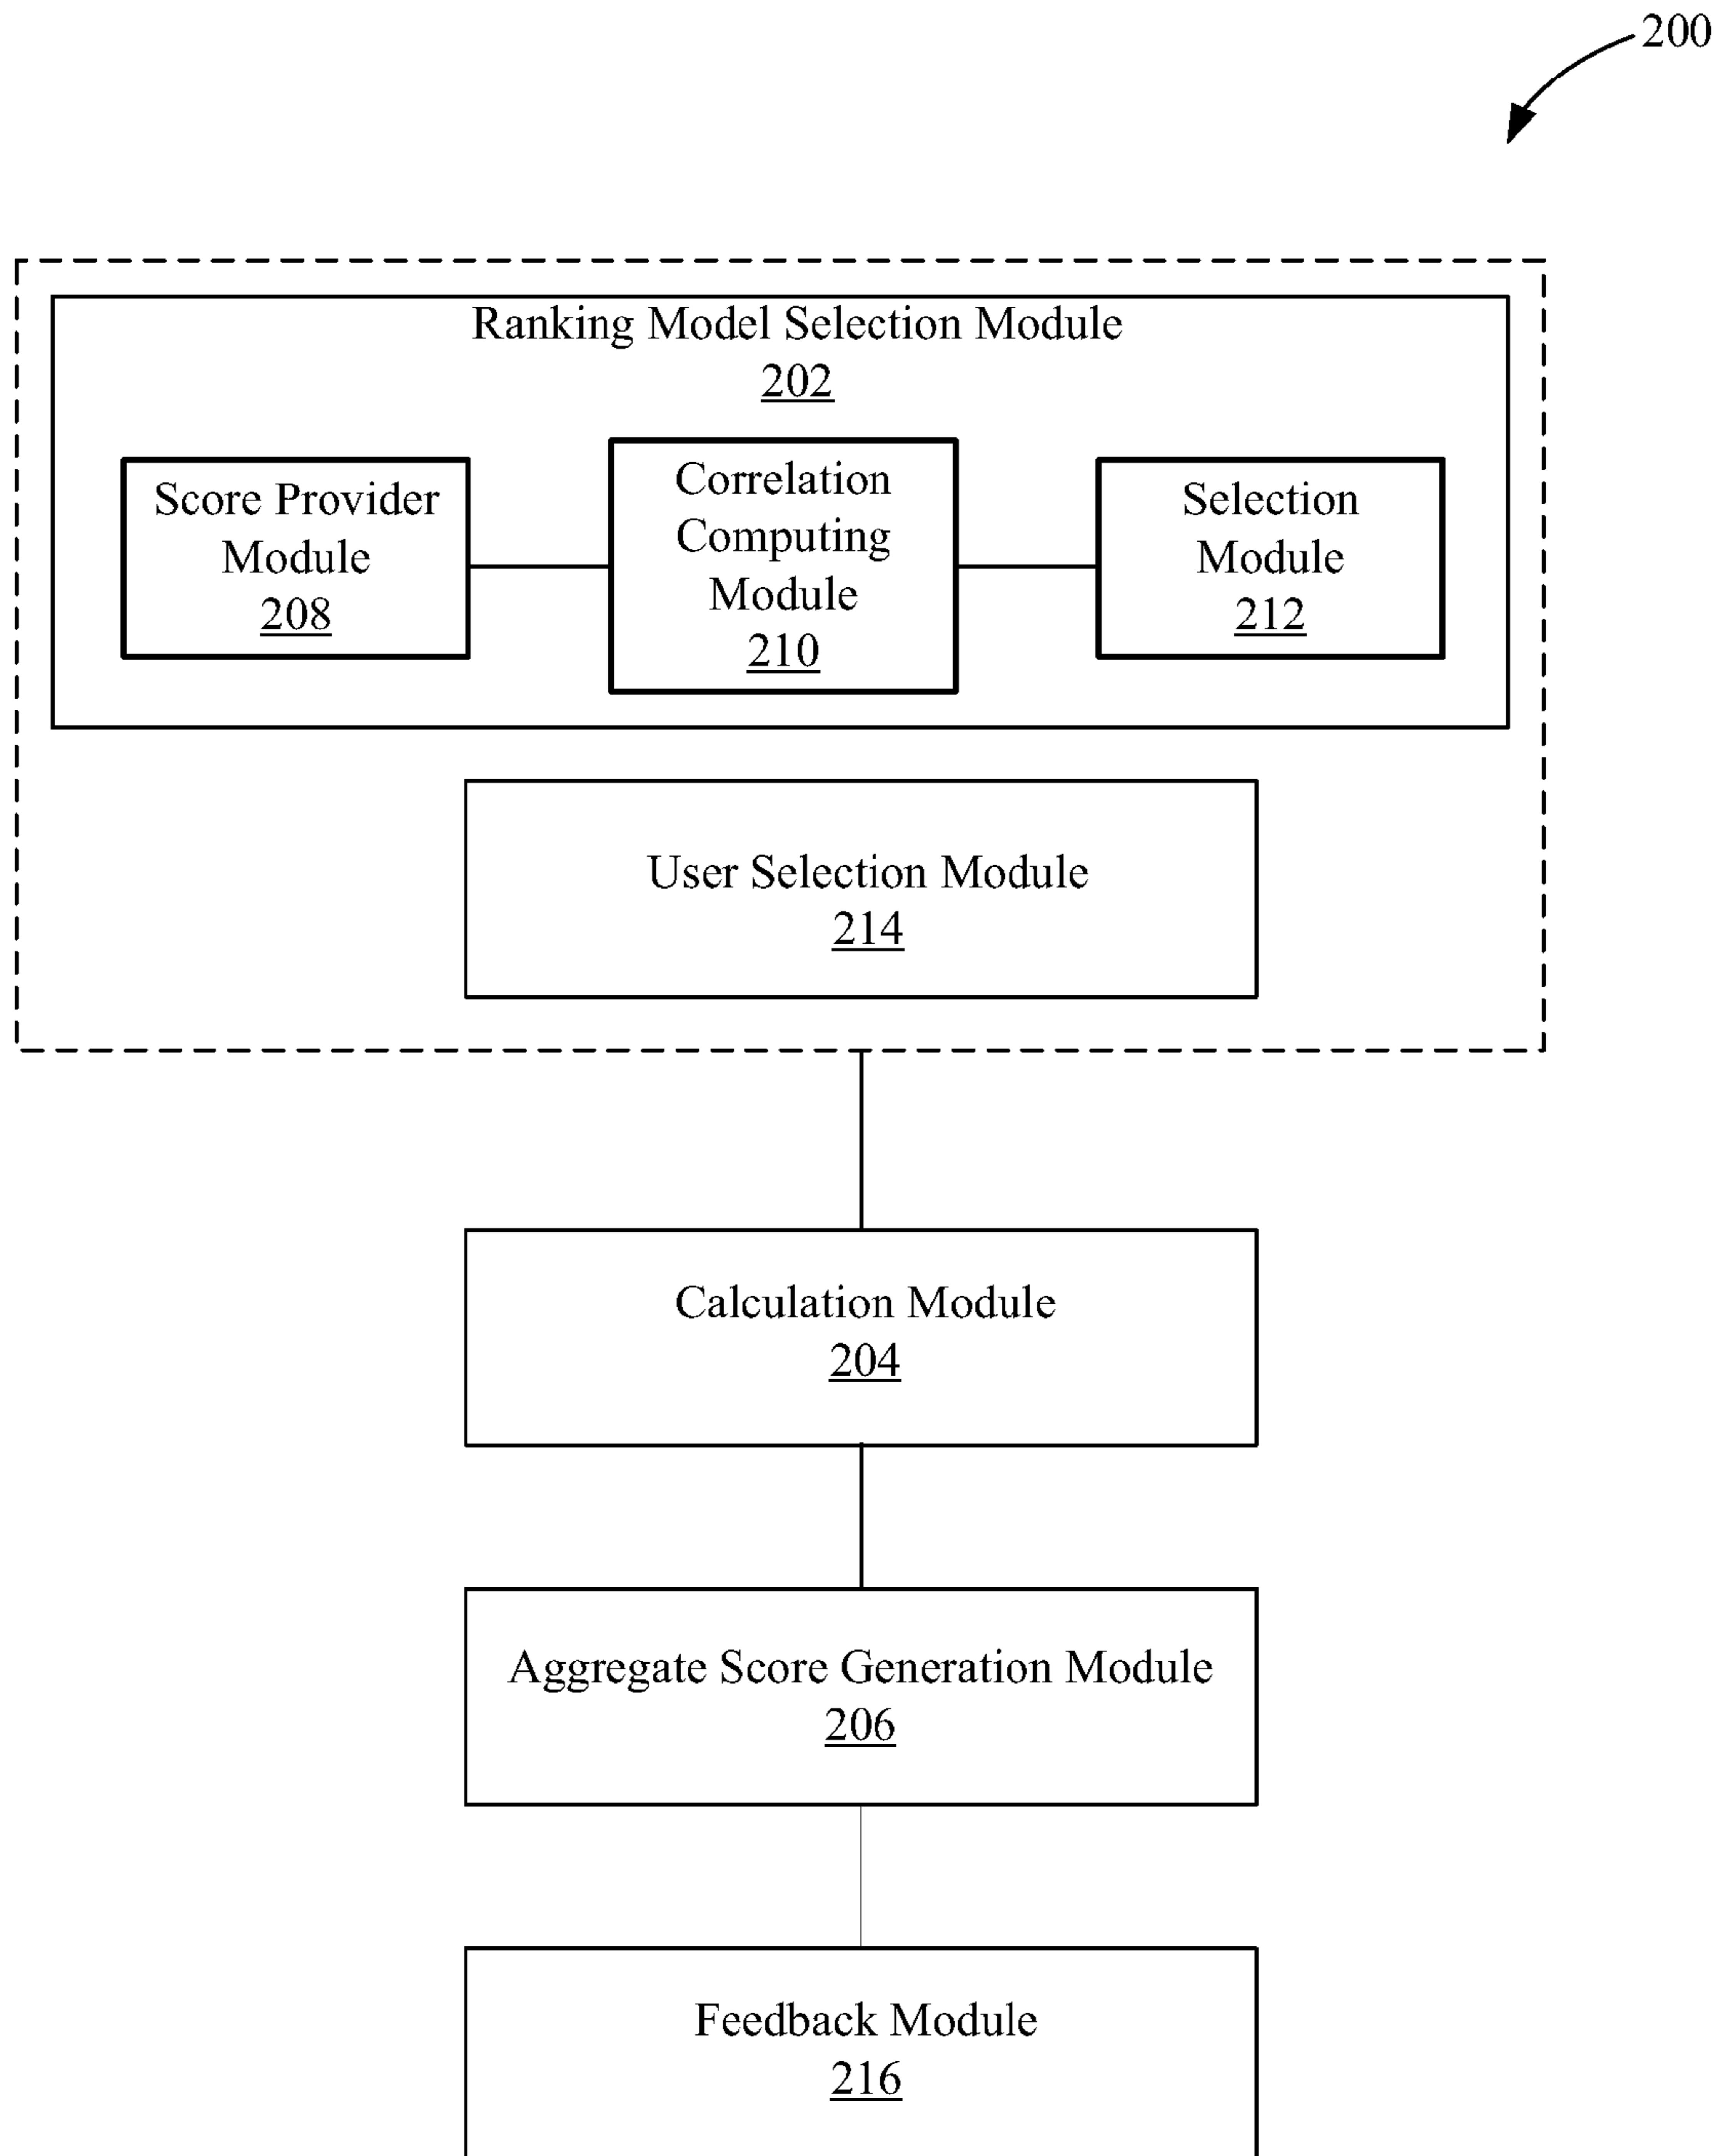 200
Ranking Model Selection Module
202
Score Provider
Module
208
Correlation
Computing
Module
210
Selection
Module
212
User Selection Module
214
Calculation Module
204
Aggregate Score Generation Module
206
Feedback Module
216